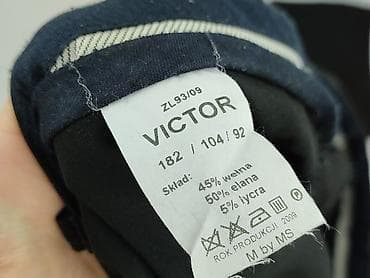 ZL93/09
VICTOR
182 / 104 / 92
Skład: 45% wełna
50% elana
5% lycra
ROK PRODUKCJI 2009
M by MS